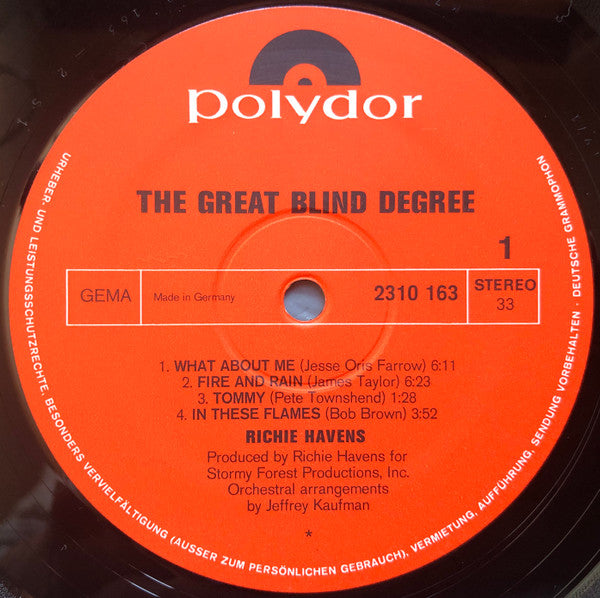 polydor
THE GREAT BLIND DEGREE
1
GEMA
Made in Germany
2310 163
STEREO
33
1. WHAT ABOUT ME (Jesse Oris Farrow) 6:11
2. FIRE AND RAIN (James Taylor) 6:23
3. TOMMY (Pete Townshend) 1:28
4. IN THESE FLAMES (Bob Brown) 3:52
RICHIE HAVENS
Produced by Richie Havens for
Stormy Forest Productions, Inc.
Orchestral arrangements
by Jeffrey Kaufman
*
URHEBER- UND LEISTUNGSSCHUTZRECHTE. BESONDERS VERVIELFÄLTIGUNG (AUSSER ZUM PERSÖNLICHEN GEBRAUCH), VERMIETUNG, AUFFÜHRUNG, SENDUNG VORBEHALTEN · DEUTSCHE GRAMMOPHON